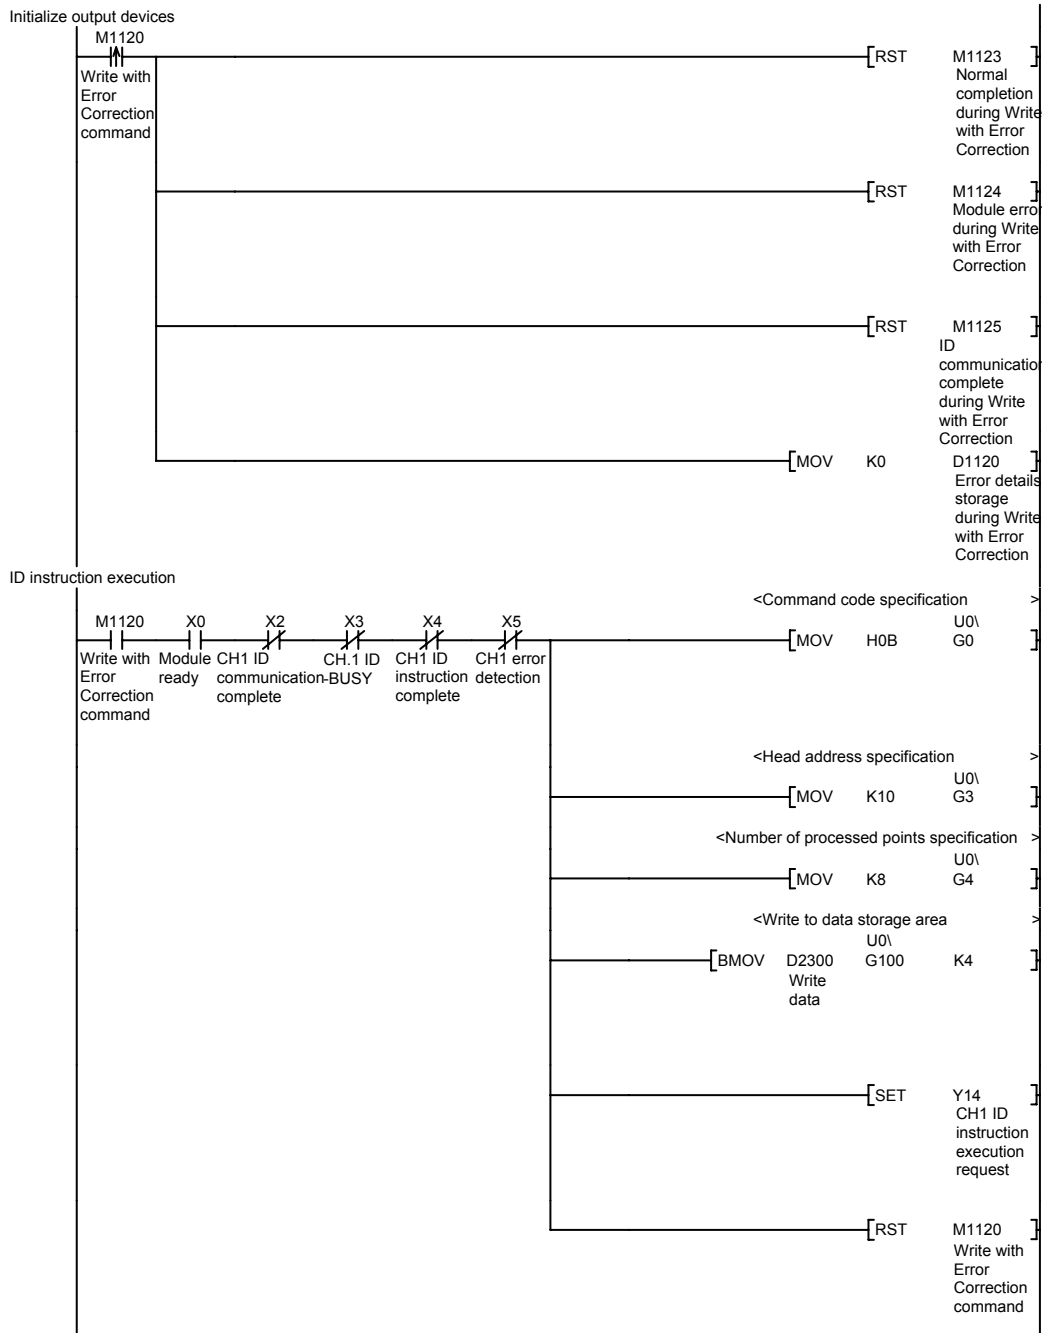 Initialize output devices
M1120
Write with
Error
Correction
command
RST M1123
Normal
completion
during Write
with Error
Correction
RST M1124
Module error
during Write
with Error
Correction
RST M1125
ID
communication
complete
during Write
with Error
Correction
MOV K0 D1120
Error details
storage
during Write
with Error
Correction
ID instruction execution
<Command code specification >
M1120 X0 X2 X3 X4 X5
Write with
Error
Correction
command
Module
ready
CH1 ID
communication
complete
CH.1 ID
-BUSY
CH1 ID
instruction
complete
CH1 error
detection
U0\
MOV H0B G0
<Head address specification >
U0\
MOV K10 G3
<Number of processed points specification >
U0\
MOV K8 G4
<Write to data storage area >
U0\
BMOV D2300 G100 K4
Write
data
SET Y14
CH1 ID
instruction
execution
request
RST M1120
Write with
Error
Correction
command